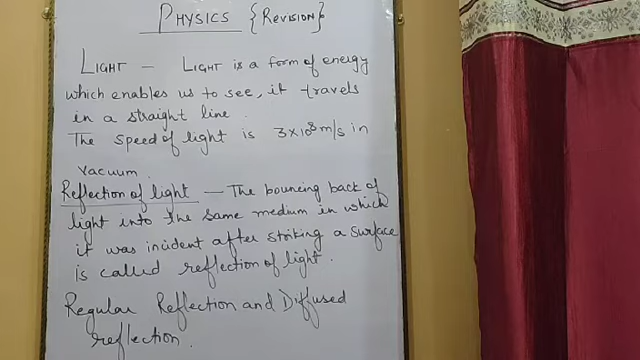 PHYSICS {REVISION}
LIGHT — LIGHT is a form of energy
which enables us to see, it travels
in a straight line.
The speed of light is 3×10⁸m/s in
vacuum.
Reflection of light — The bouncing back of
light into the same medium in which
it was incident after striking a surface
is called reflection of light.
Regular Reflection and Diffused
reflection.